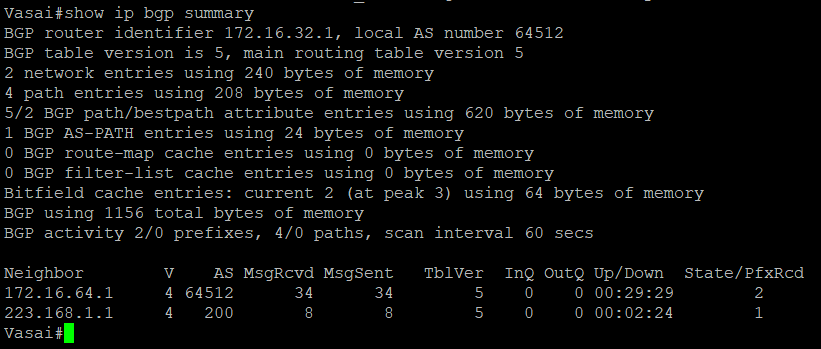 Vasai#show ip bgp summary
BGP router identifier 172.16.32.1, local AS number 64512
BGP table version is 5, main routing table version 5
2 network entries using 240 bytes of memory
4 path entries using 208 bytes of memory
5/2 BGP path/bestpath attribute entries using 620 bytes of memory
1 BGP AS-PATH entries using 24 bytes of memory
0 BGP route-map cache entries using 0 bytes of memory
0 BGP filter-list cache entries using 0 bytes of memory
Bitfield cache entries: current 2 (at peak 3) using 64 bytes of memory
BGP using 1156 total bytes of memory
BGP activity 2/0 prefixes, 4/0 paths, scan interval 60 secs

Neighbor        V    AS MsgRcvd MsgSent   TblVer  InQ OutQ Up/Down  State/PfxRcd
172.16.64.1     4 64512      34      34        5    0    0 00:29:29        2
223.168.1.1     4   200       8       8        5    0    0 00:02:24        1
Vasai#